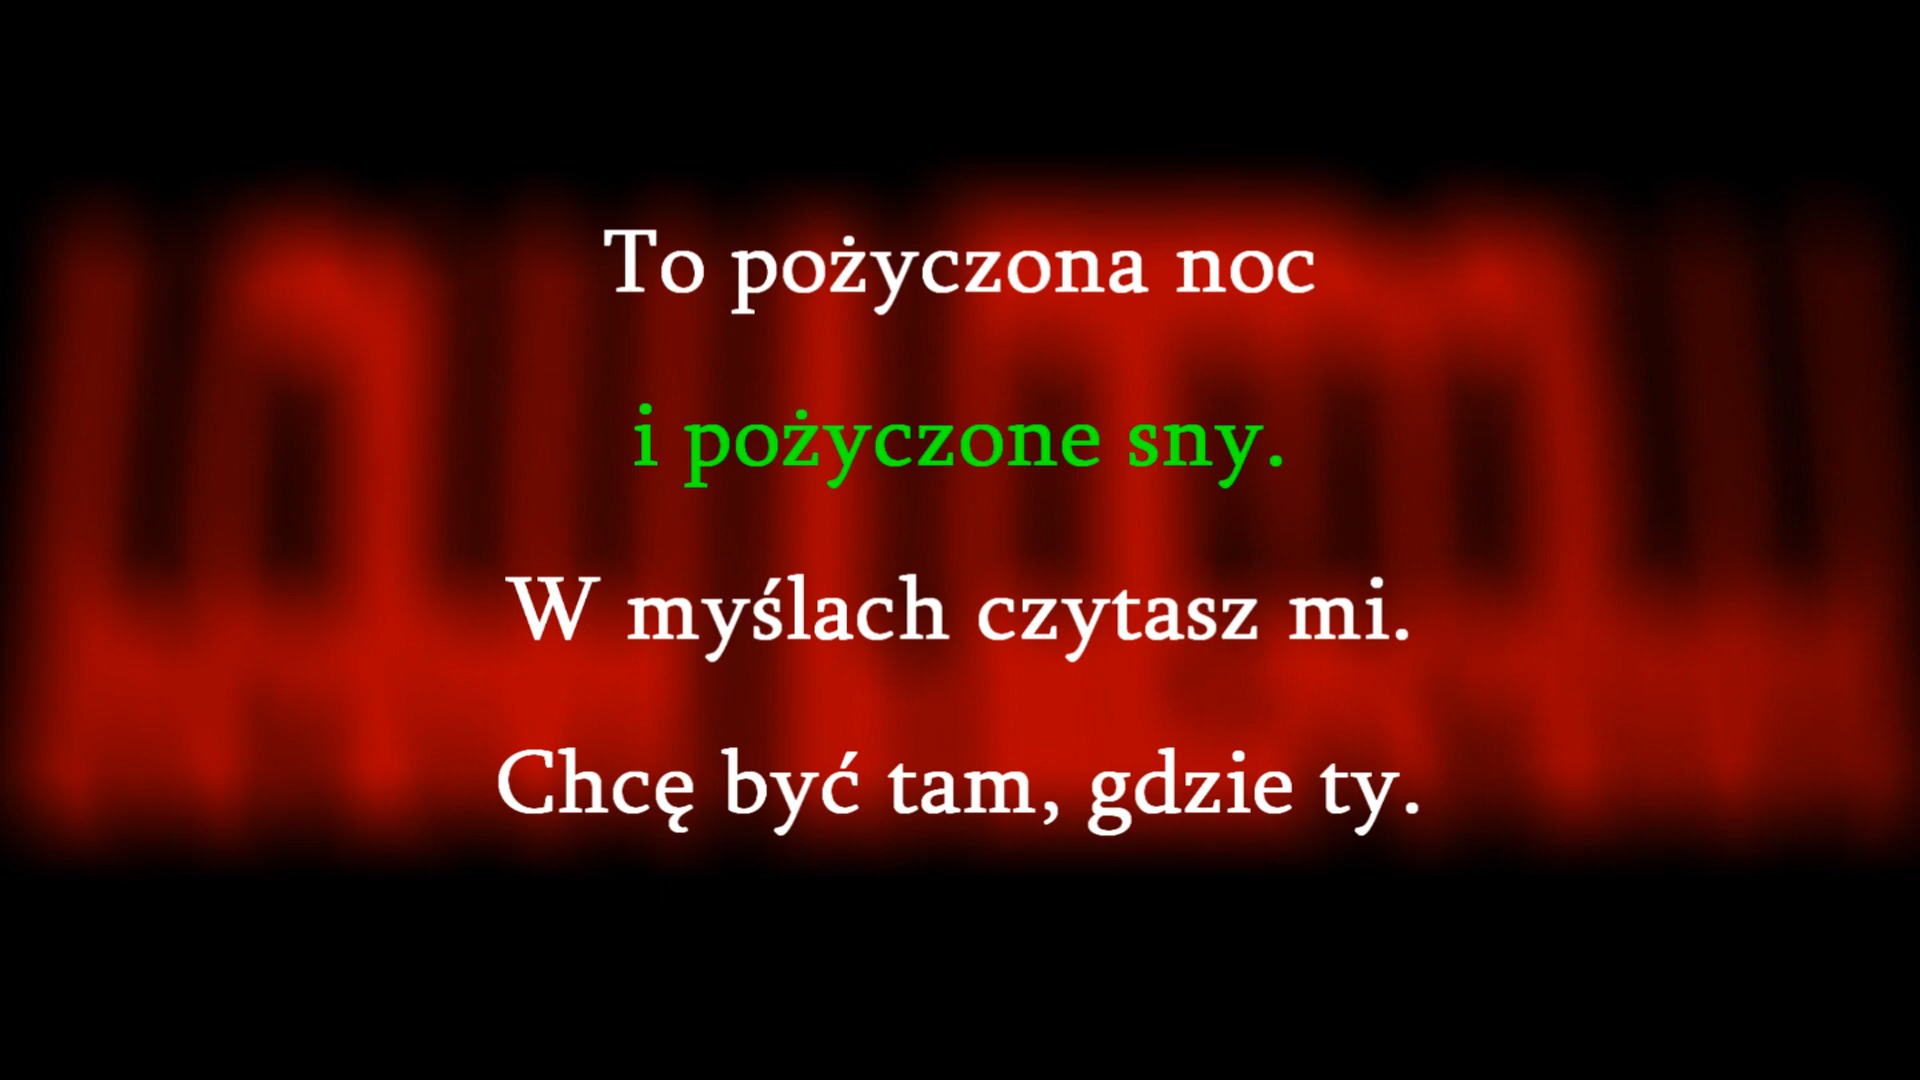 To pożyczona noc
i pożyczone sny.
W myślach czytasz mi.
Chcę być tam, gdzie ty.